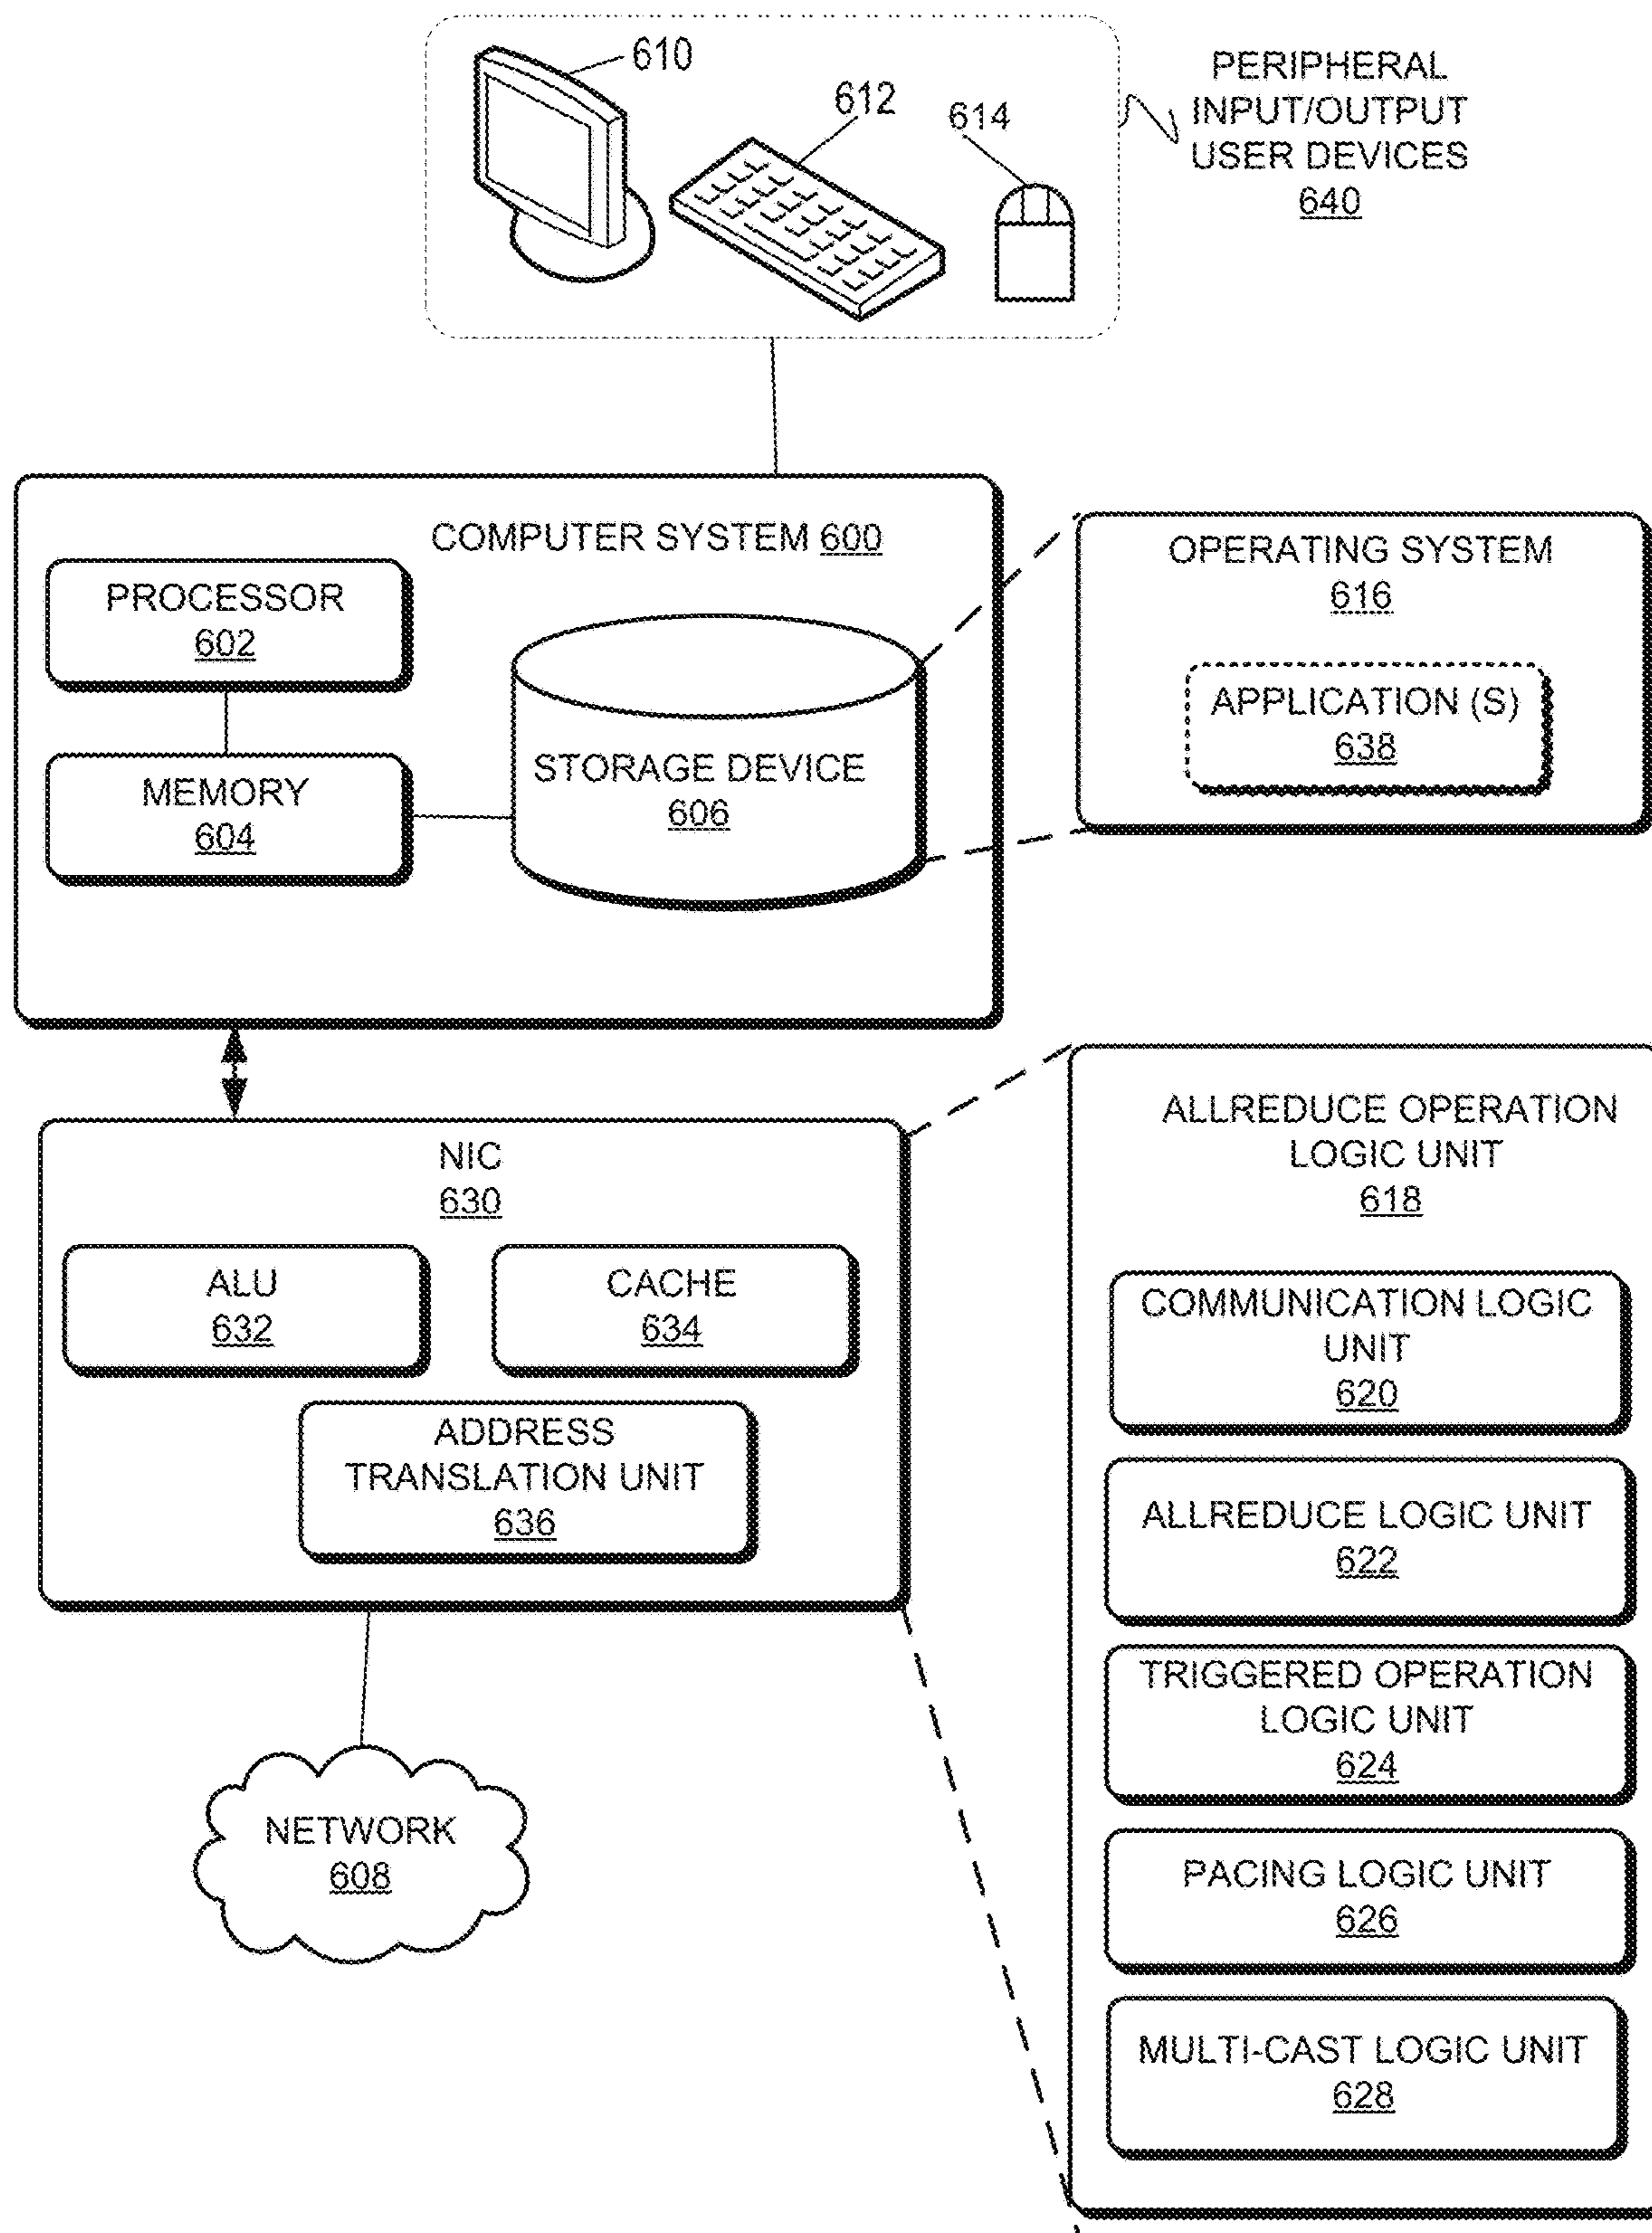 610
612
614
PERIPHERAL
INPUT/OUTPUT
USER DEVICES
640
COMPUTER SYSTEM 600
PROCESSOR
602
MEMORY
604
STORAGE DEVICE
606
OPERATING SYSTEM
616
APPLICATION (S)
638
NIC
630
ALU
632
CACHE
634
ADDRESS
TRANSLATION UNIT
636
NETWORK
608
ALLREDUCE OPERATION
LOGIC UNIT
618
COMMUNICATION LOGIC
UNIT
620
ALLREDUCE LOGIC UNIT
622
TRIGGERED OPERATION
LOGIC UNIT
624
PACING LOGIC UNIT
626
MULTI-CAST LOGIC UNIT
628